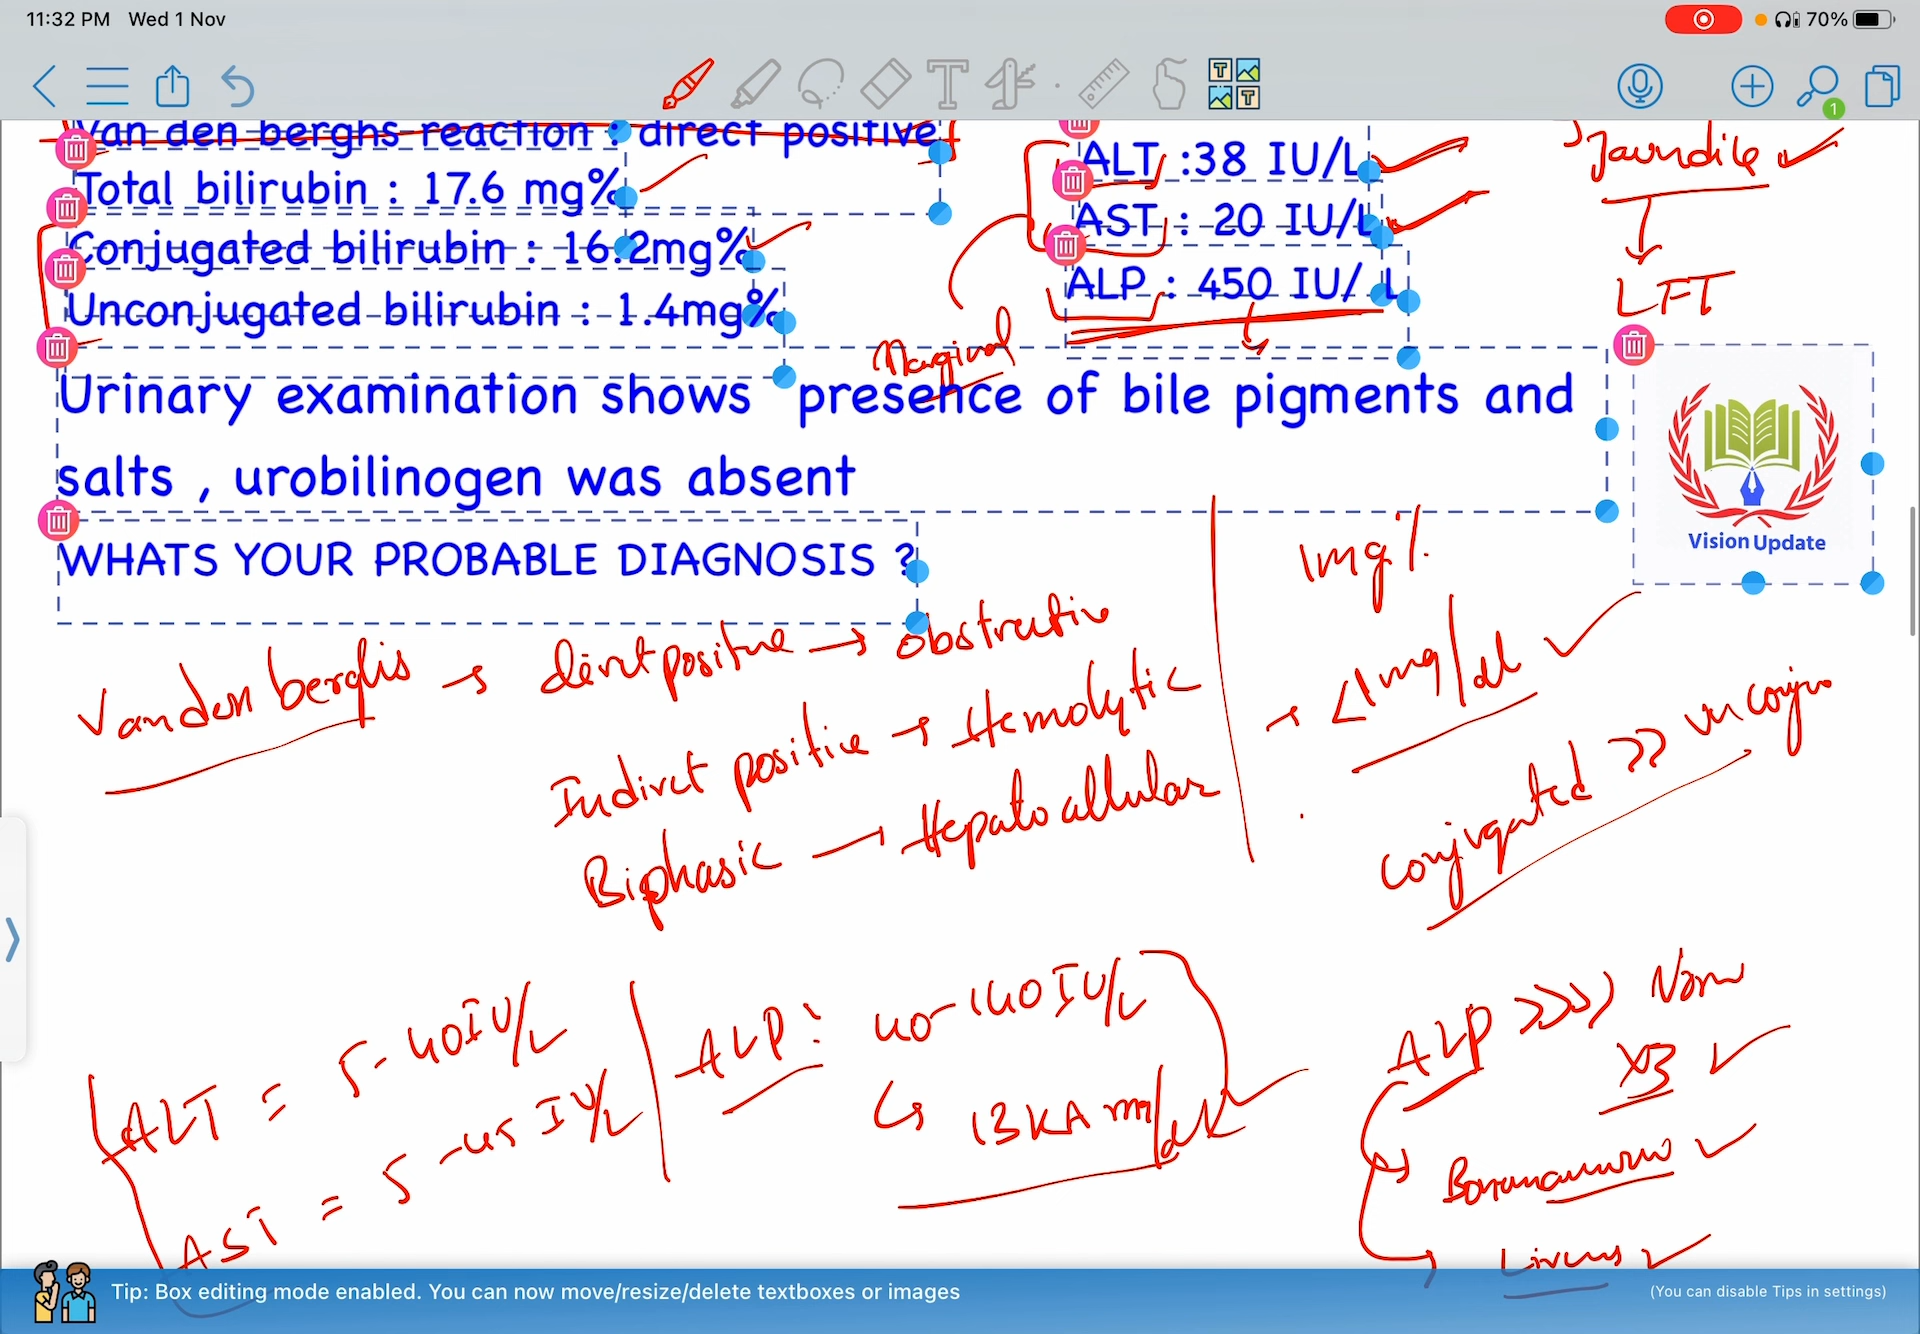 11:32 PM Wed 1 Nov
70%
1
Van den berghs reaction : direct positive
Total bilirubin : 17.6 mg%
Conjugated bilirubin : 16.2mg%
Unconjugated bilirubin : 1.4mg%
ALT :38 IU/L
AST : 20 IU/L
ALP : 450 IU/ L
Marginal
Jaundice
LFT
Urinary examination shows presence of bile pigments and
salts , urobilinogen was absent
Vision Update
WHATS YOUR PROBABLE DIAGNOSIS ?
Van den berghs → direct positive → obstructive
Indirect positive → Hemolytic
Biphasic → Hepatocellular
1mg%
→ <1mg/dl
conjugated >> unconju
ALT = 5-40IU/L
AST = 5-45 IU/L
ALP: 40-140IU/L
13KA
ALP >>>> Norm
X3
Tip: Box editing mode enabled. You can now move/resize/delete textboxes or images
(You can disable Tips in settings)